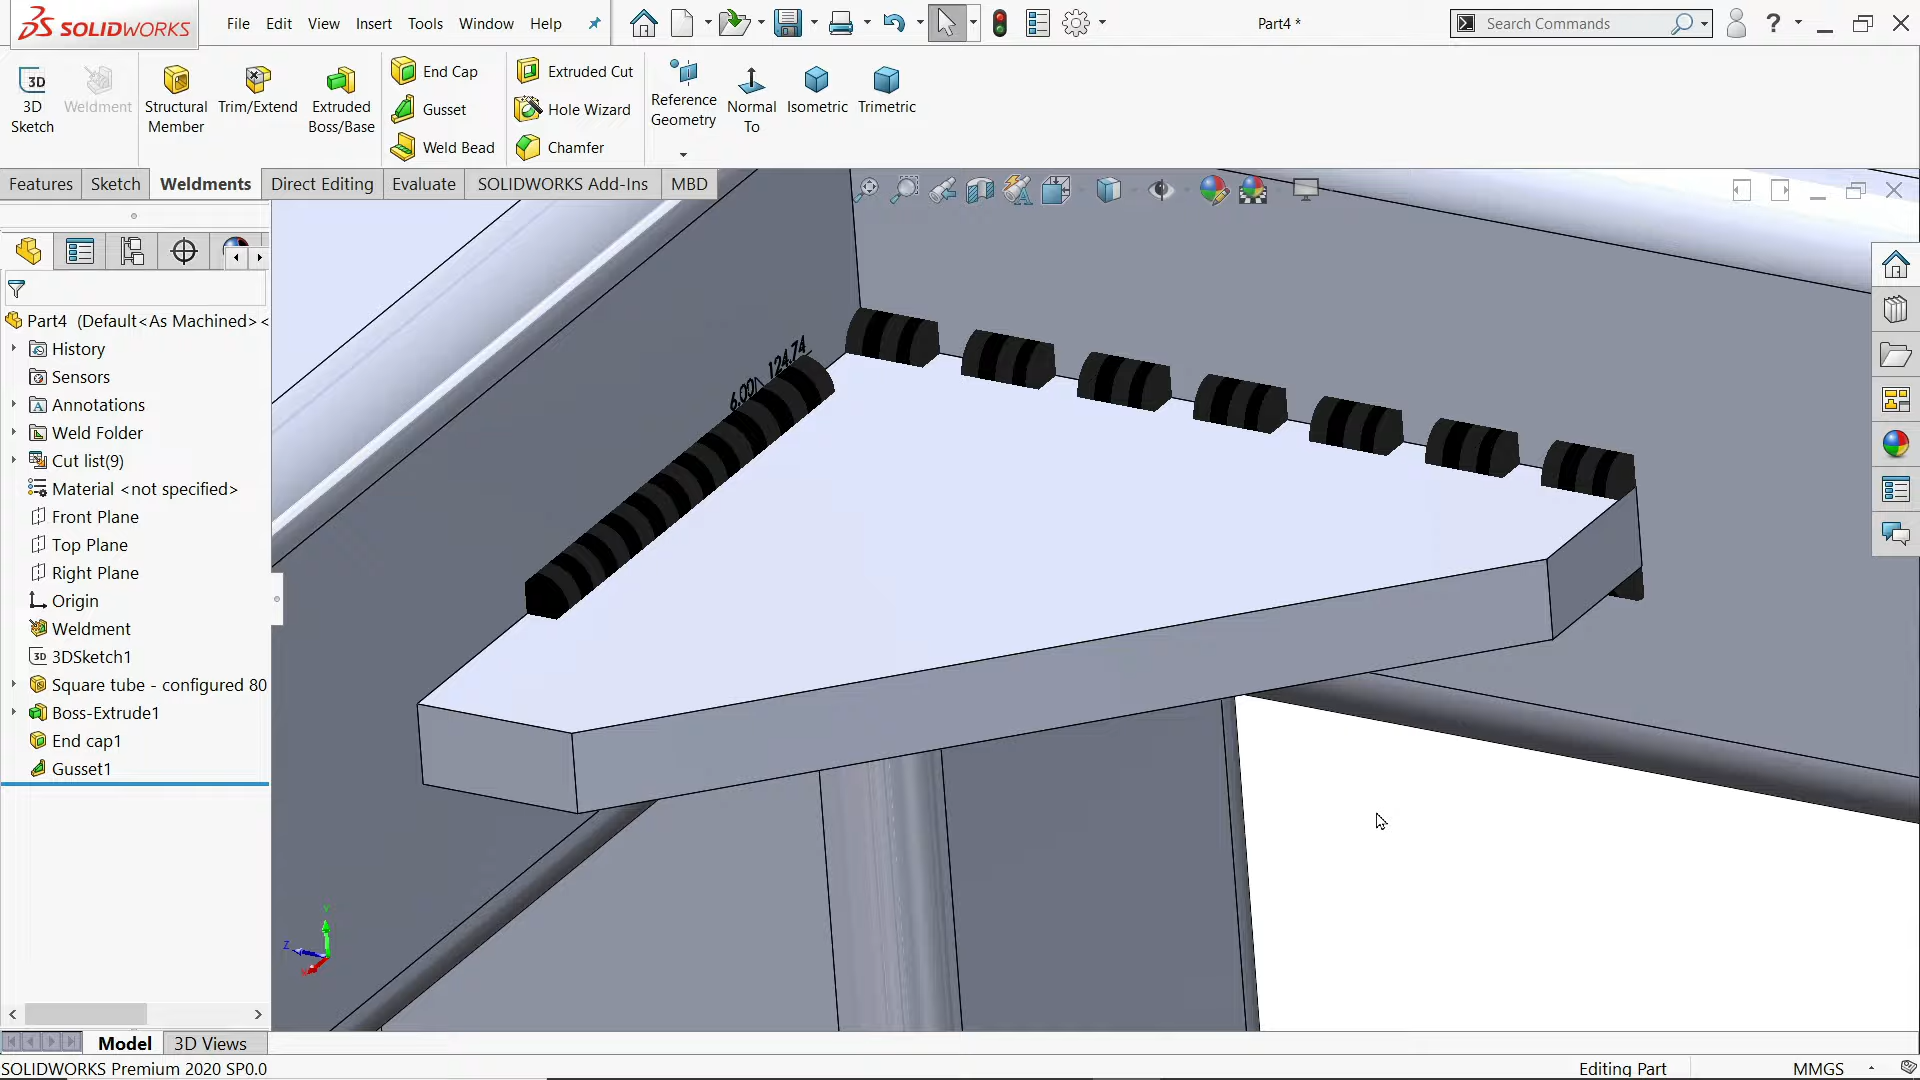 SOLIDWORKS
File Edit View Insert Tools Window Help
Part4 *
Search Commands
?
3D
3D
Sketch
Weldment
Structural
Member
Trim/Extend
Extruded
Boss/Base
End Cap
Gusset
Weld Bead
Extruded Cut
Hole Wizard
Chamfer
Reference
Geometry
Normal
To
Isometric
Trimetric
Features Sketch Weldments Direct Editing Evaluate SOLIDWORKS Add-Ins MBD
Part4 (Default<As Machined><
History
Sensors
A Annotations
Weld Folder
Cut list(9)
Material <not specified>
Front Plane
Top Plane
Right Plane
Origin
Weldment
3D 3DSketch1
Square tube - configured 80
Boss-Extrude1
End cap1
Gusset1
6.00 124.74
Y
Z
X
Model 3D Views
SOLIDWORKS Premium 2020 SP0.0
Editing Part
MMGS